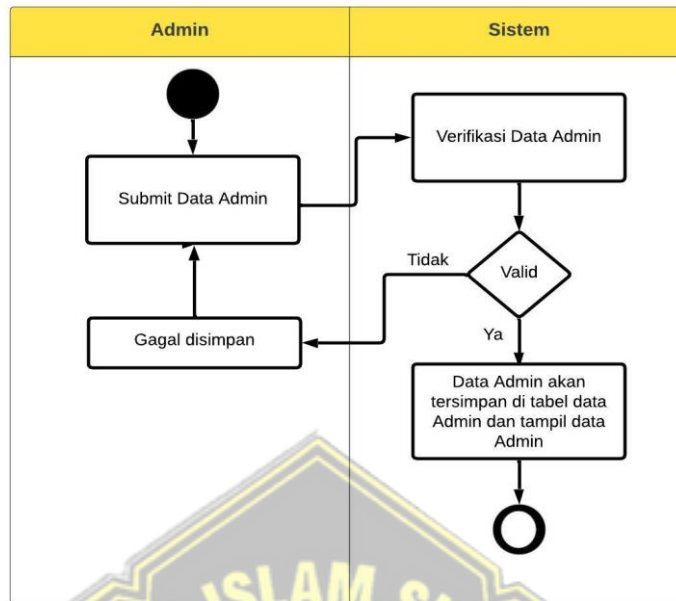 Admin
Sistem
Submit Data Admin
Verifikasi Data Admin
Tidak
Valid
Gagal disimpan
Ya
Data Admin akan
tersimpan di tabel data
Admin dan tampil data
Admin
ISLAM